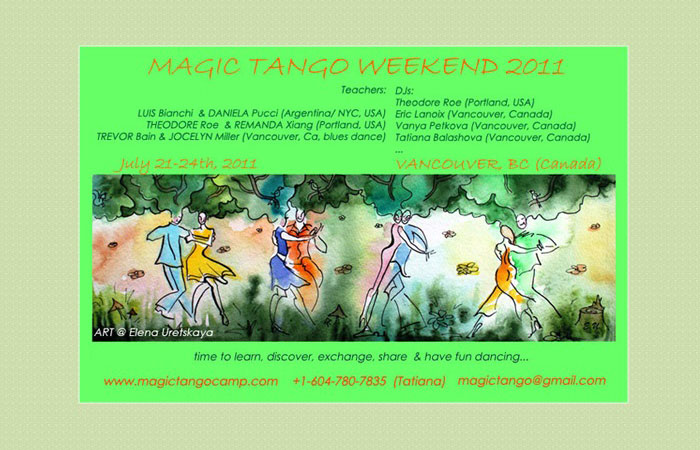 MAGIC TANGO WEEKEND 2011
Teachers:
LUIS Bianchi & DANIELA Pucci (Argentina/ NYC, USA)
THEODORE Roe & REMANDA Xiang (Portland, USA)
TREVOR Bain & JOCELYN Miller (Vancouver, Ca, blues dance)
DJs:
Theodore Roe (Portland, USA)
Eric Lanoix (Vancouver, Canada)
Vanya Petkova (Vancouver, Canada)
Tatiana Balashova (Vancouver, Canada)
...
July 21-24th, 2011
VANCOUVER, BC (Canada)
ART @ Elena Uretskaya
time to learn, discover, exchange, share & have fun dancing...
www.magictangocamp.com +1-604-780-7835 (Tatiana) magictango@gmail.com